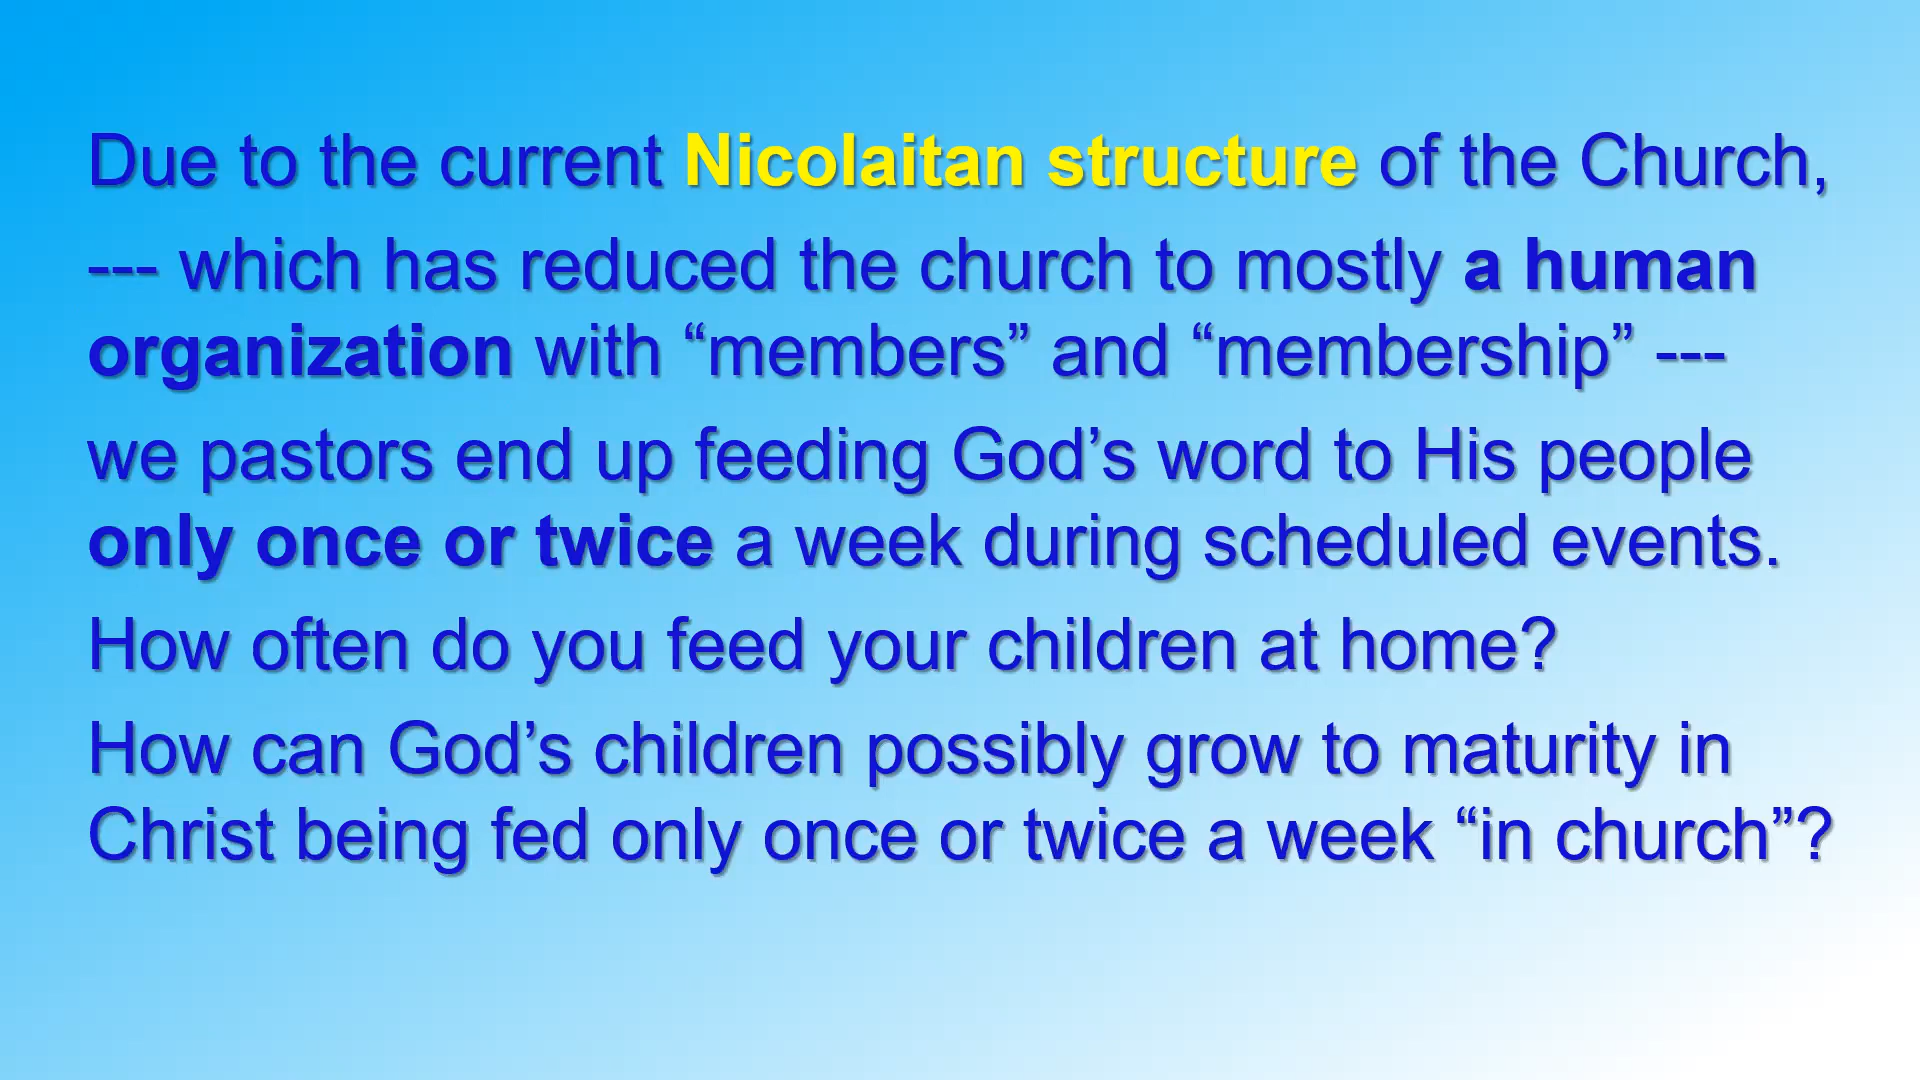 Due to the current Nicolaitan structure of the Church,
--- which has reduced the church to mostly a human
organization with “members” and “membership” ---
we pastors end up feeding God’s word to His people
only once or twice a week during scheduled events.
How often do you feed your children at home?
How can God’s children possibly grow to maturity in
Christ being fed only once or twice a week “in church”?